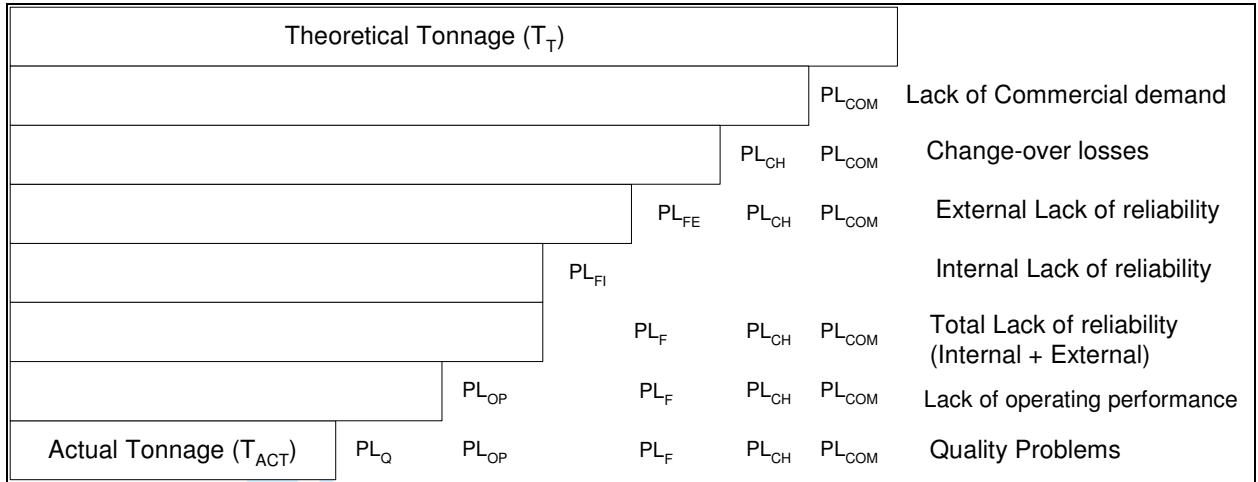 Theoretical Tonnage (T_T)
PL_COM Lack of Commercial demand
PL_CH PL_COM Change-over losses
PL_FE PL_CH PL_COM External Lack of reliability
PL_FI Internal Lack of reliability
PL_F PL_CH PL_COM Total Lack of reliability
(Internal + External)
PL_OP PL_F PL_CH PL_COM Lack of operating performance
Actual Tonnage (T_ACT) PL_Q PL_OP PL_F PL_CH PL_COM Quality Problems